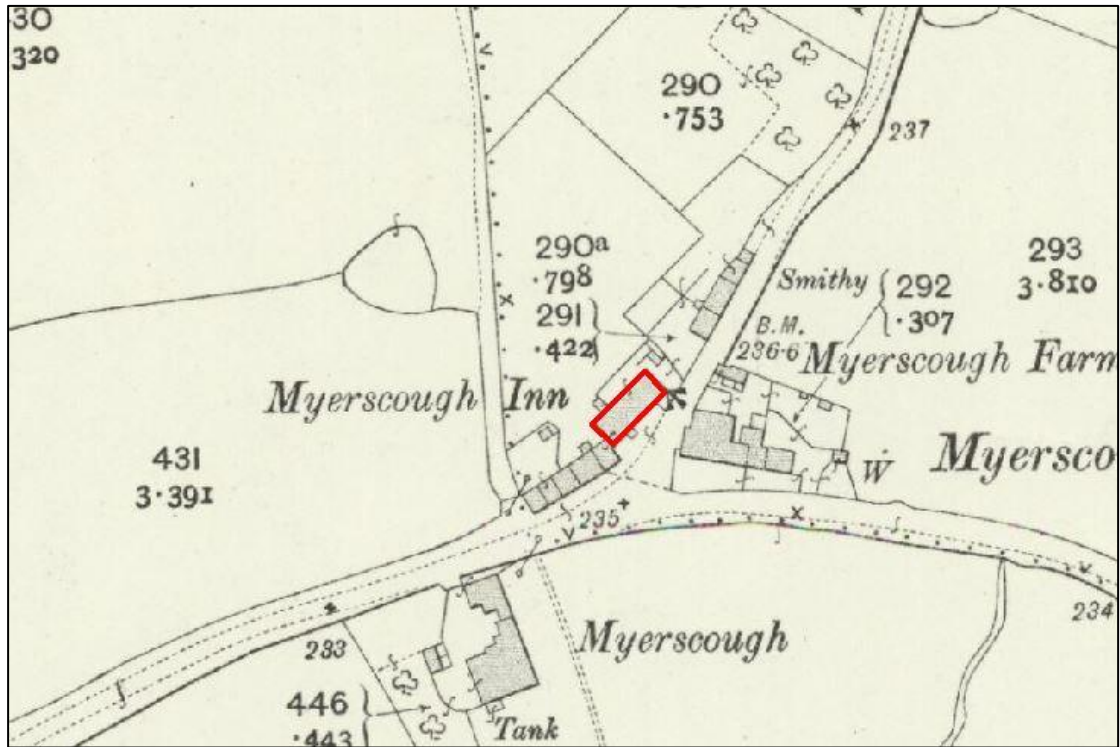 30
320
290
·753
237
290a
·798
291
·422
Smithy
292
·307
293
3·810
B.M.
236·6
Myerscough Farm
Myerscough Inn
431
3·391
W
Myersco
235
234
233
Myerscough
446
·443
Tank